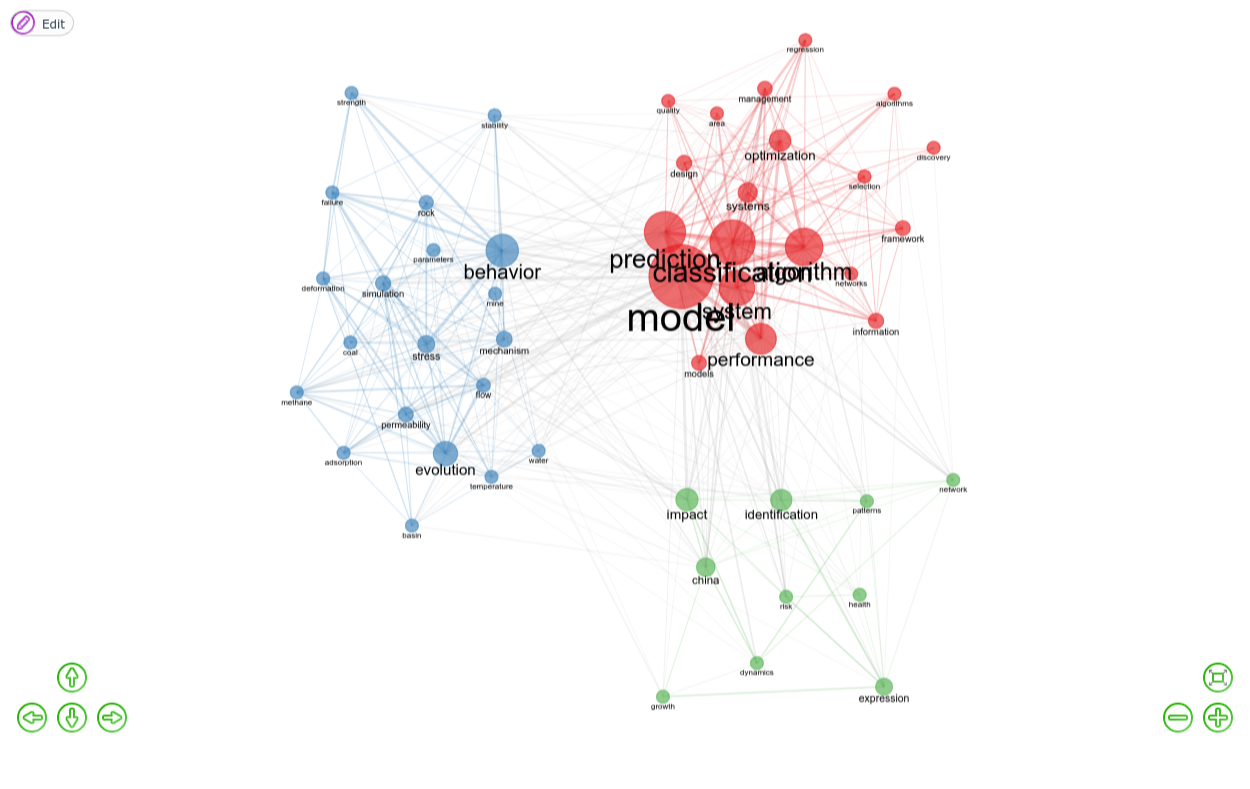 Edit
regression
management
strength
quality
algorithms
area
stability
optimization
discovery
design
selection
failure
systems
rock
framework
parameters
prediction
behavior
classification
algorithm
deformation
networks
simulation
mine
system
model
information
mechanism
coal
stress
performance
models
flow
methane
permeability
adsorption
water
evolution
temperature
network
patterns
impact
identification
basin
china
health
risk
dynamics
expression
growth